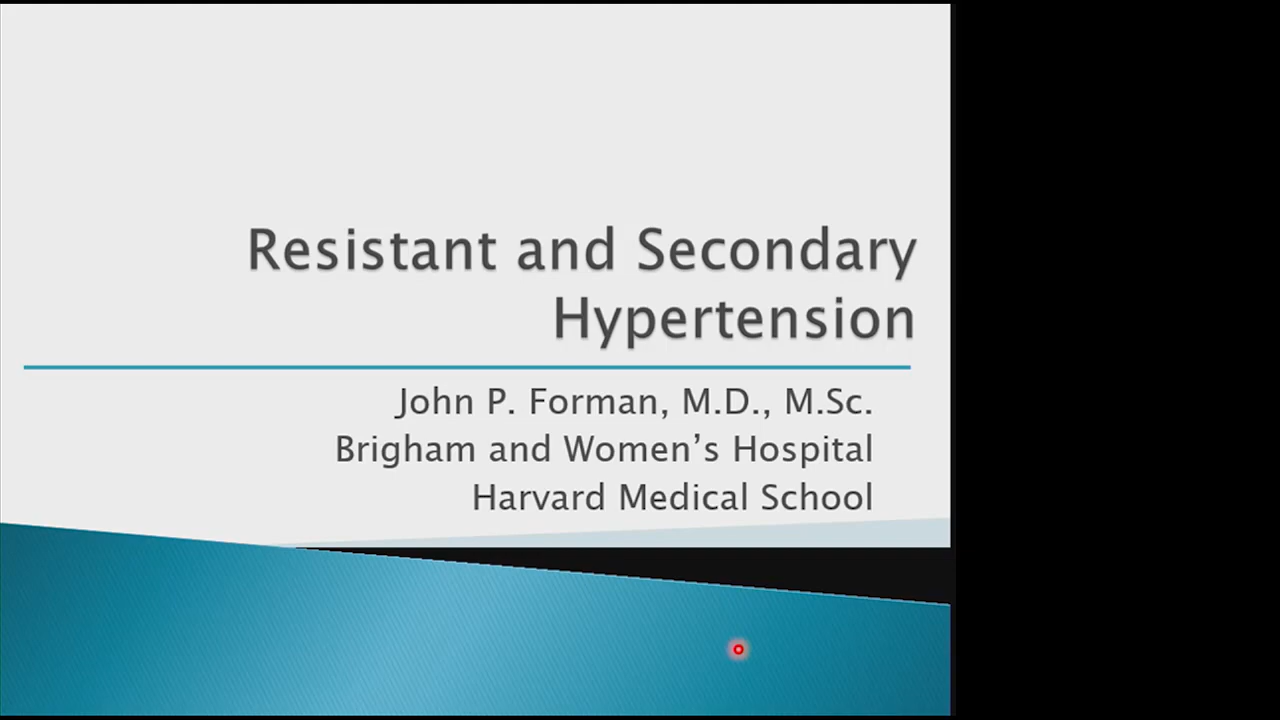 Resistant and Secondary
Hypertension
John P. Forman, M.D., M.Sc.
Brigham and Women’s Hospital
Harvard Medical School